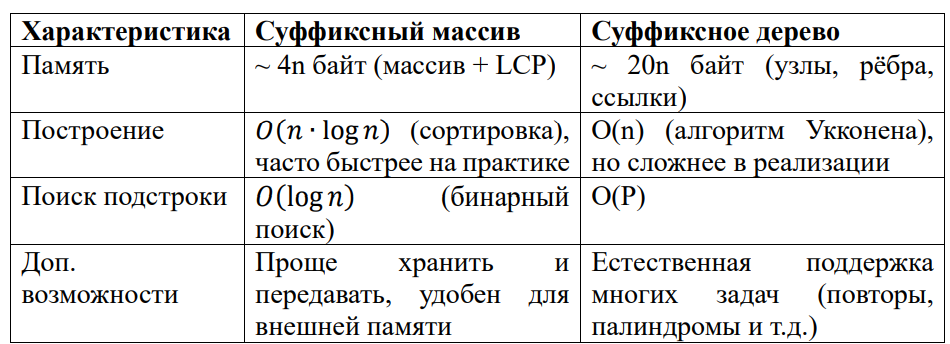 Характеристика Суффиксный массив Суффиксное дерево
Память ~ 4n байт (массив + LCP) ~ 20n байт (узлы, рёбра,
ссылки)
Построение O(n · log n) (сортировка), O(n) (алгоритм Укконена),
часто быстрее на практике но сложнее в реализации
Поиск подстроки O(log n) (бинарный O(P)
поиск)
Доп. Проще хранить и Естественная поддержка
возможности передавать, удобен для многих задач (повторы,
внешней памяти палиндромы и т.д.)